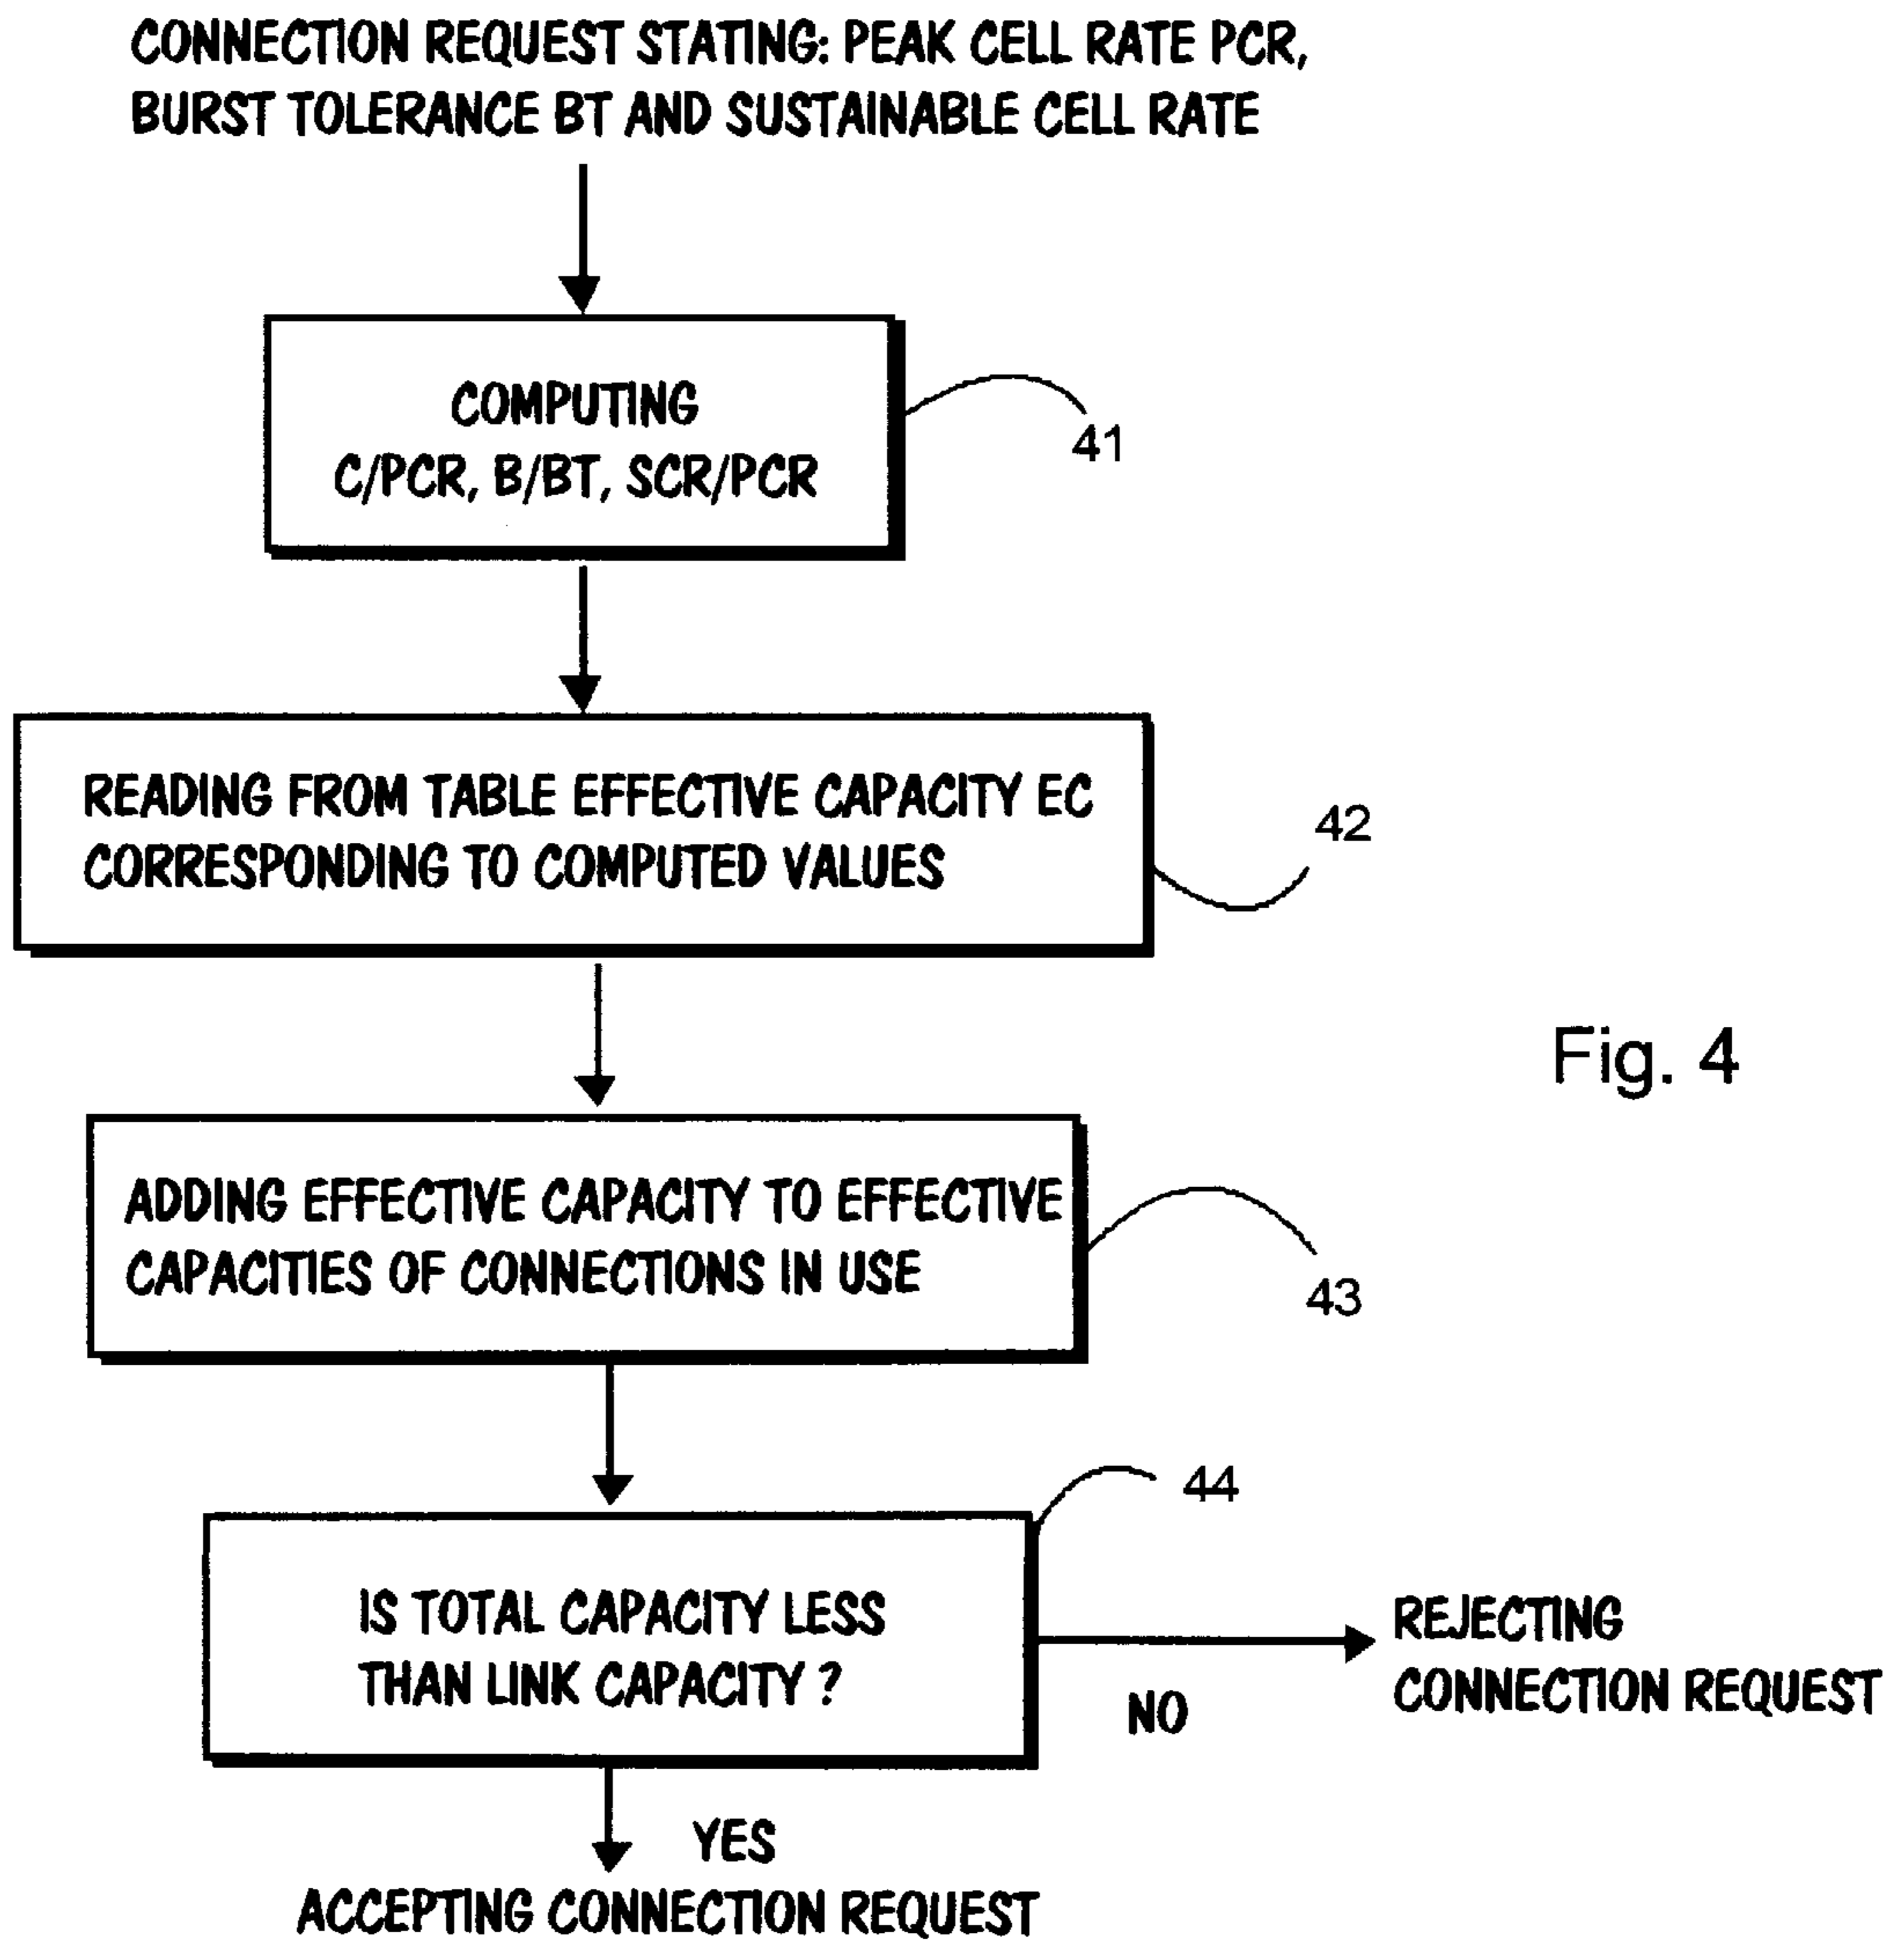 CONNECTION REQUEST STATING: PEAK CELL RATE PCR,
BURST TOLERANCE BT AND SUSTAINABLE CELL RATE
COMPUTING
C/PCR, B/BT, SCR/PCR
41
READING FROM TABLE EFFECTIVE CAPACITY EC
CORRESPONDING TO COMPUTED VALUES
42
Fig. 4
ADDING EFFECTIVE CAPACITY TO EFFECTIVE
CAPACITIES OF CONNECTIONS IN USE
43
44
IS TOTAL CAPACITY LESS
THAN LINK CAPACITY ?
NO
REJECTING
CONNECTION REQUEST
YES
ACCEPTING CONNECTION REQUEST